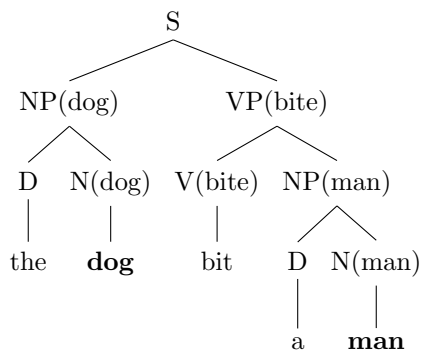 S
NP(dog) VP(bite)
D N(dog) V(bite) NP(man)
the dog bit D N(man)
a man